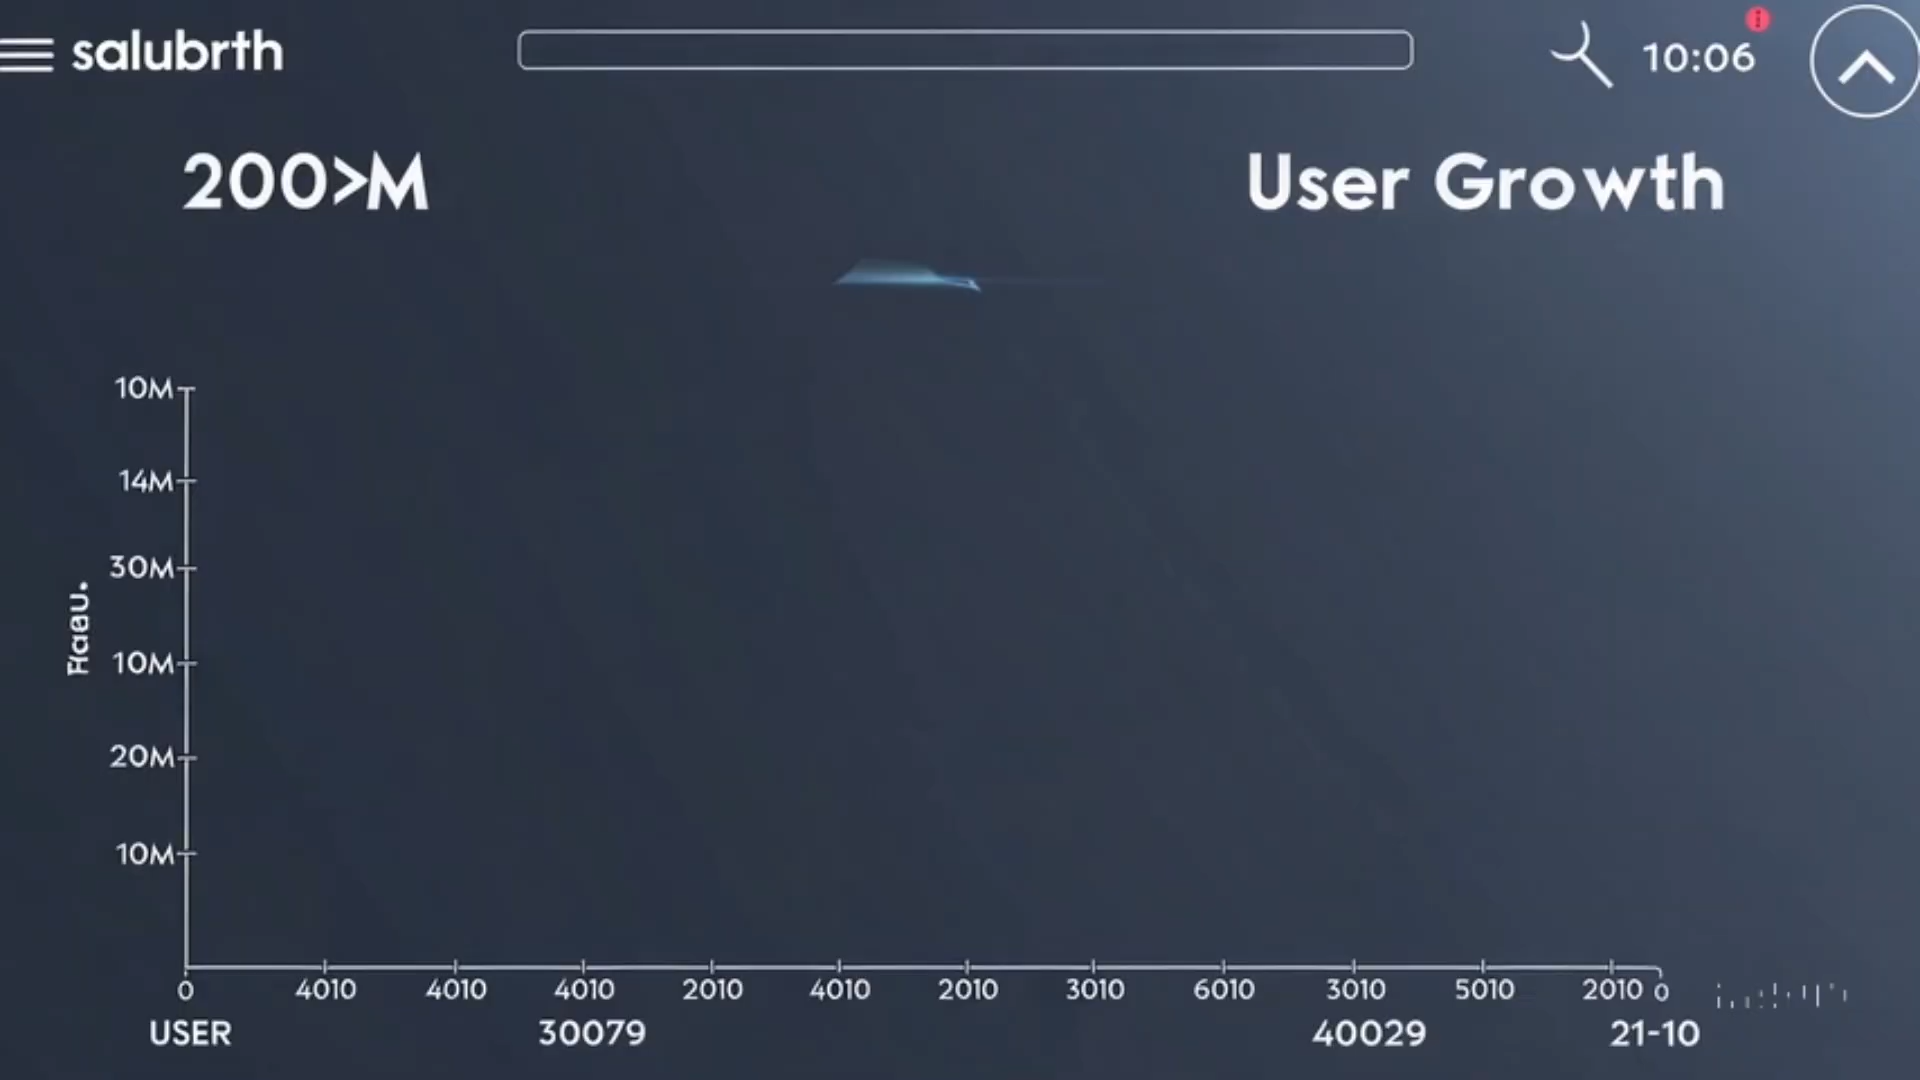 salubrth
10:06
200>M
User Growth
10M
14M
30M
10M
20M
10M
0 4010 4010 4010 2010 4010 2010 3010 6010 3010 5010 2010 0
USER 30079 40029 21-10